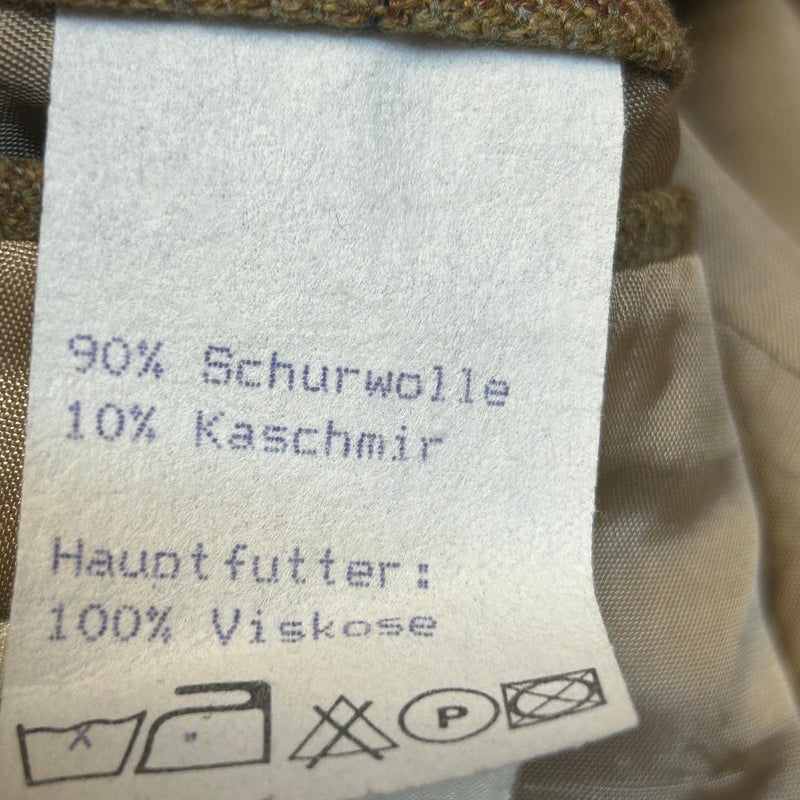 90% Schurwolle
10% Kaschmir
Hauptfutter:
100% Viskose
P